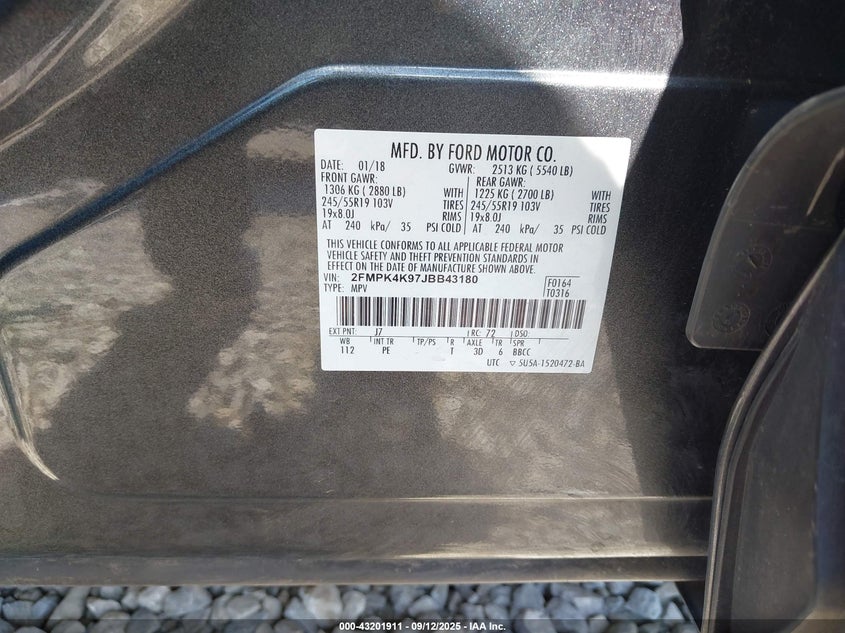 MFD. BY FORD MOTOR CO.
DATE: 01/18 GVWR: 2513 KG ( 5540 LB)
FRONT GAWR: REAR GAWR:
1306 KG ( 2880 LB) WITH 1225 KG ( 2700 LB) WITH
245/55R19 103V TIRES 245/55R19 103V TIRES
19x8.0J RIMS 19x8.0J RIMS
AT 240 kPa/ 35 PSI COLD AT 240 kPa/ 35 PSI COLD
THIS VEHICLE CONFORMS TO ALL APPLICABLE FEDERAL MOTOR
VEHICLE SAFETY AND THEFT PREVENTION STANDARDS IN
EFFECT ON THE DATE OF MANUFACTURE SHOWN ABOVE.
VIN: 2FMPK4K97JBB43180 F0164
TYPE: MPV T0316
EXT PNT: J7 RC: 72 DSO:
WB INT TR TP/PS R AXLE TR SPR
112 PE T 3D 6 BBCC
UTC ▽ 5U5A-1520472-BA
000-43201911 - 09/12/2025 - IAA Inc.